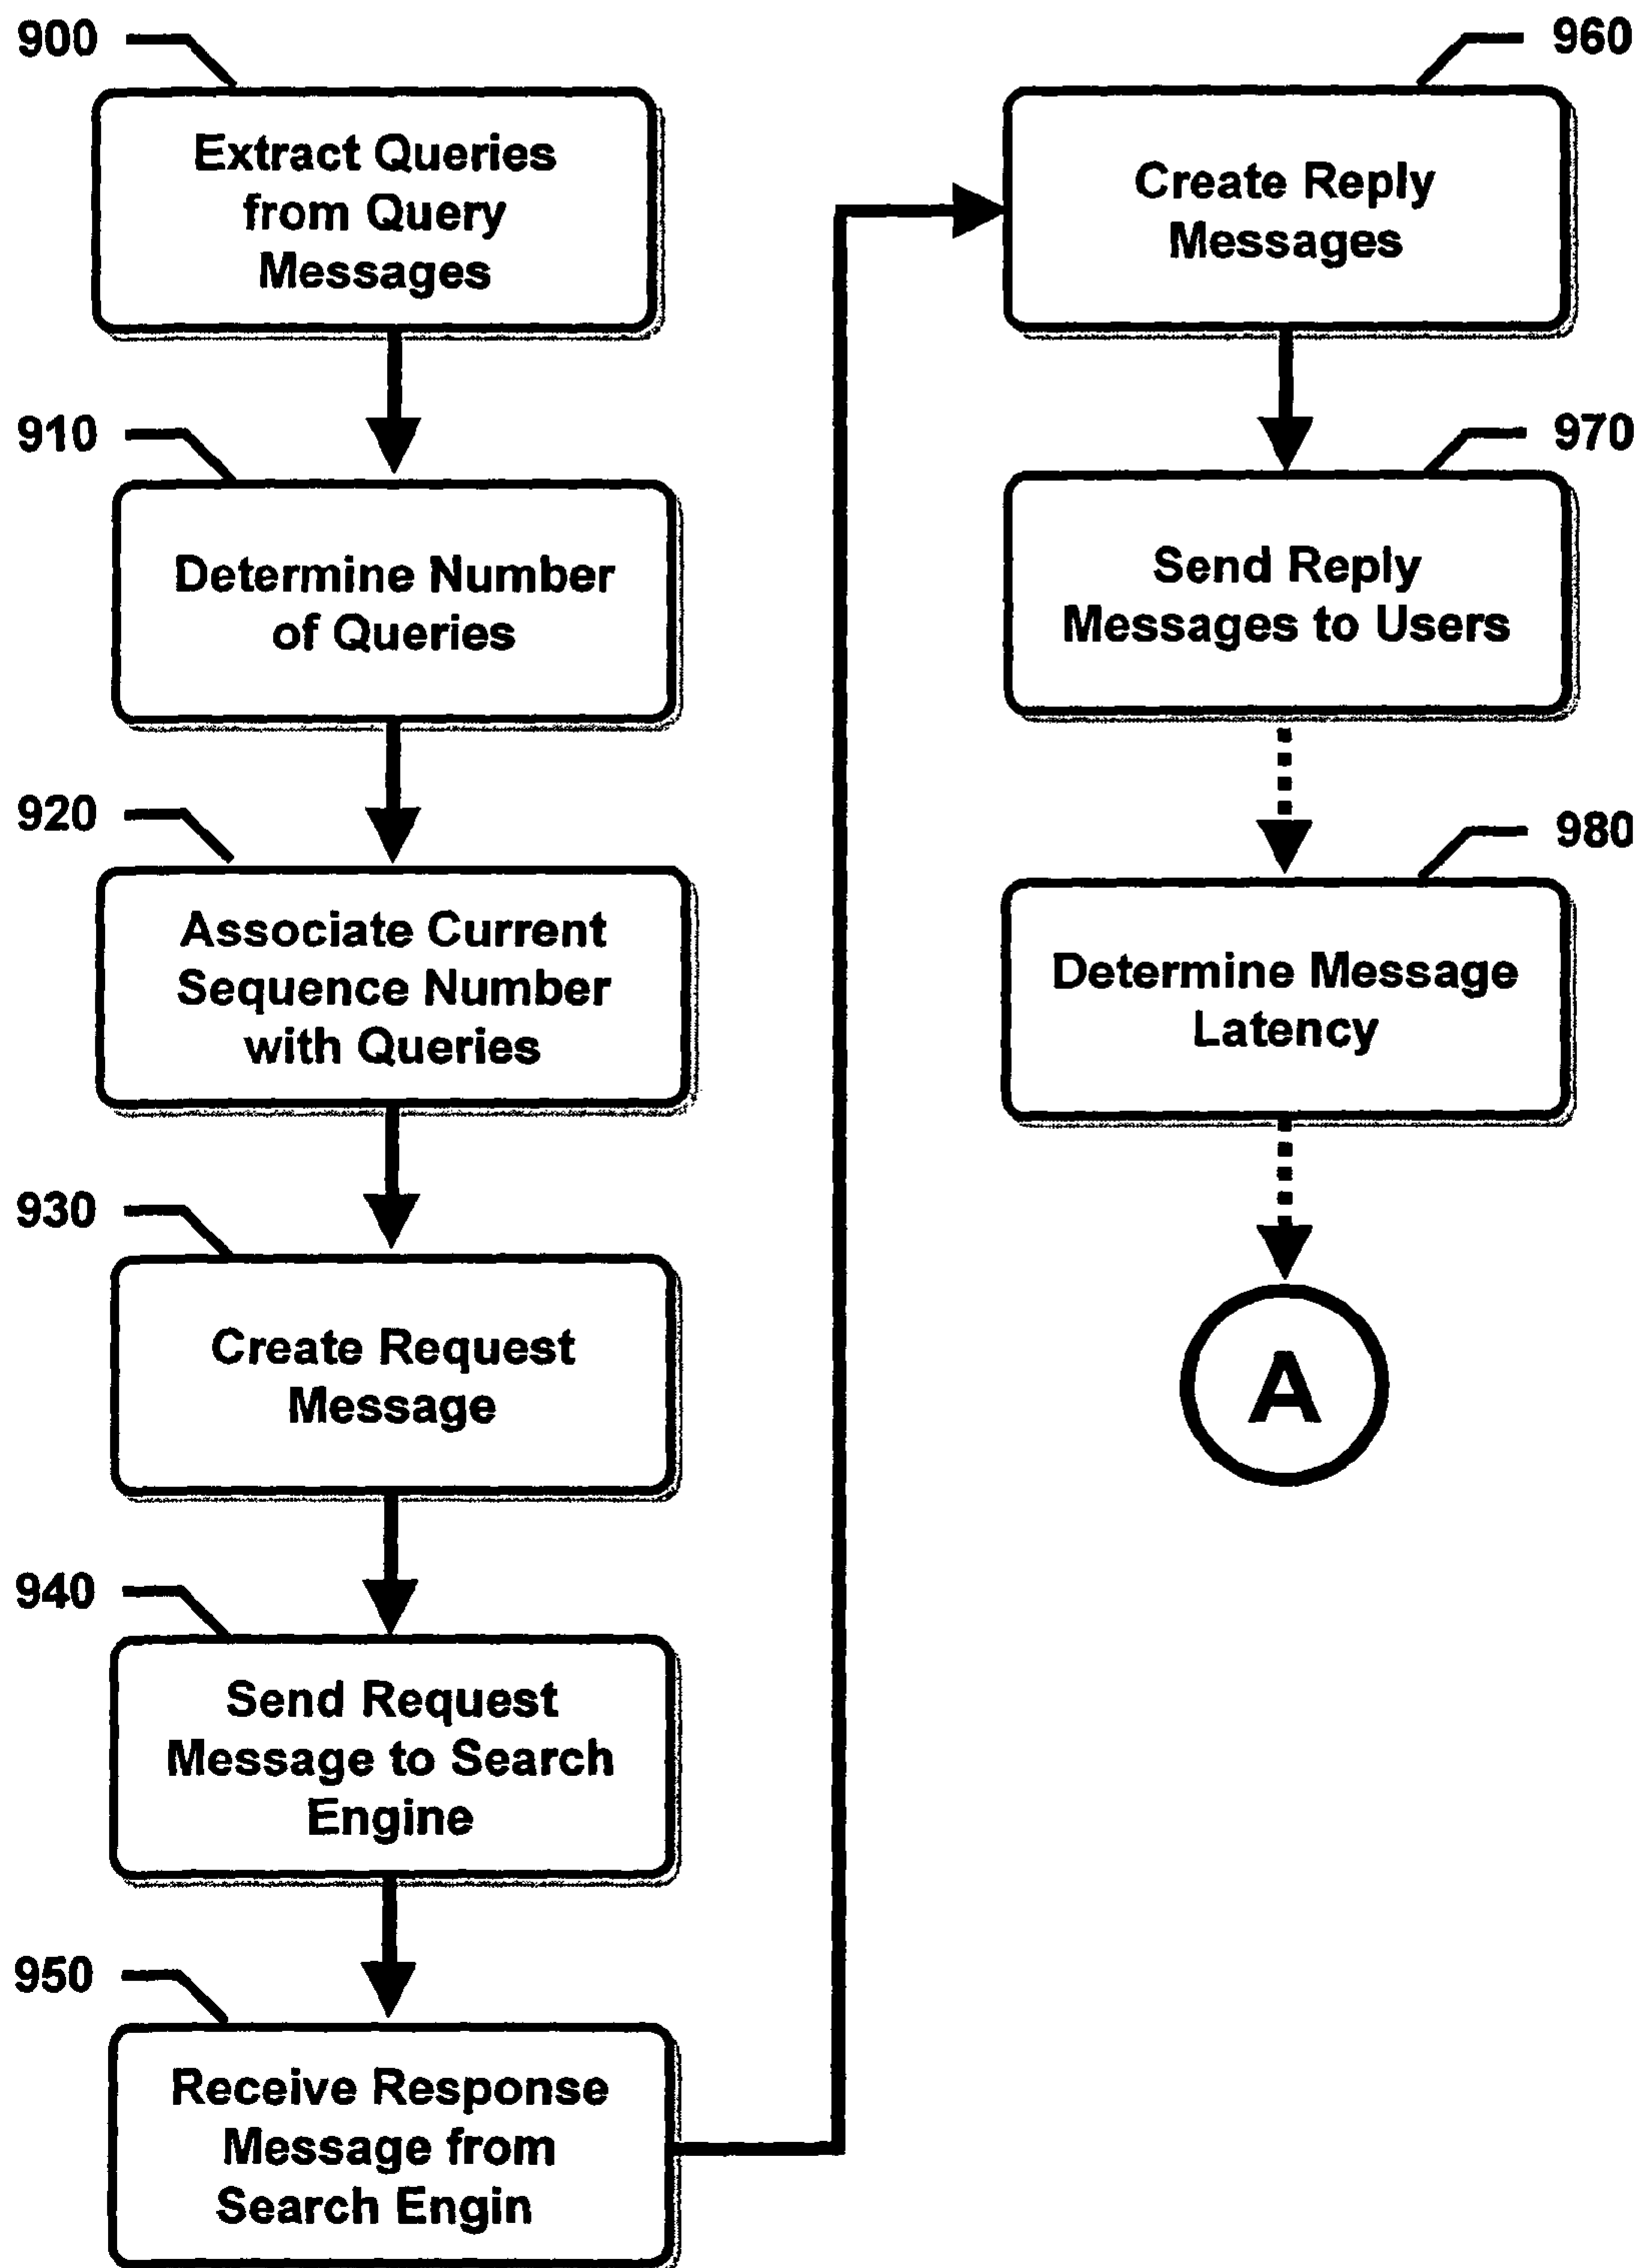 900
Extract Queries
from Query
Messages
910
Determine Number
of Queries
920
Associate Current
Sequence Number
with Queries
930
Create Request
Message
940
Send Request
Message to Search
Engine
950
Receive Response
Message from
Search Engin
960
Create Reply
Messages
970
Send Reply
Messages to Users
980
Determine Message
Latency
A